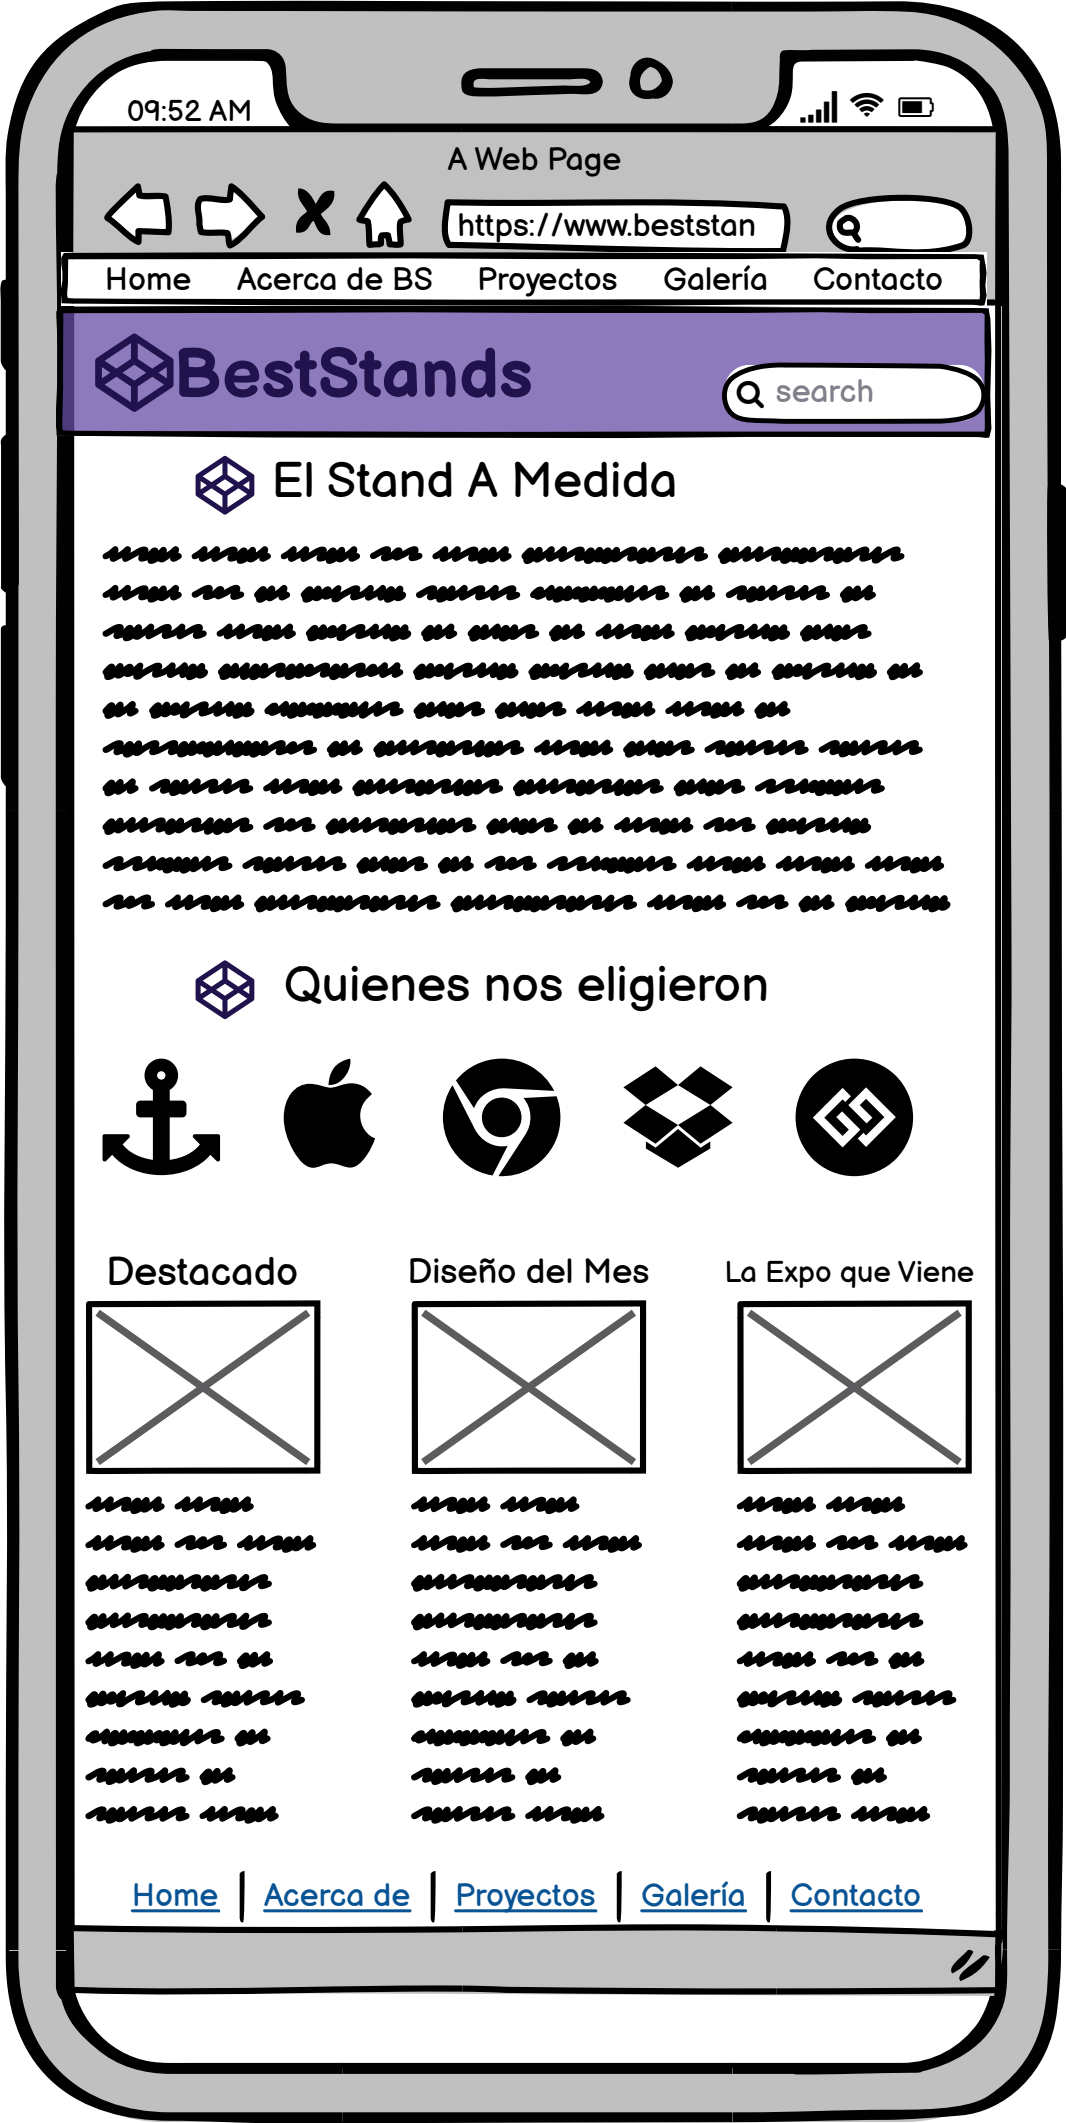 09:52 AM
A Web Page
https://www.beststan
Home Acerca de BS Proyectos Galería Contacto
BestStands
search
El Stand A Medida
Quienes nos eligieron
Destacado Diseño del Mes La Expo que Viene
Home Acerca de Proyectos Galería Contacto